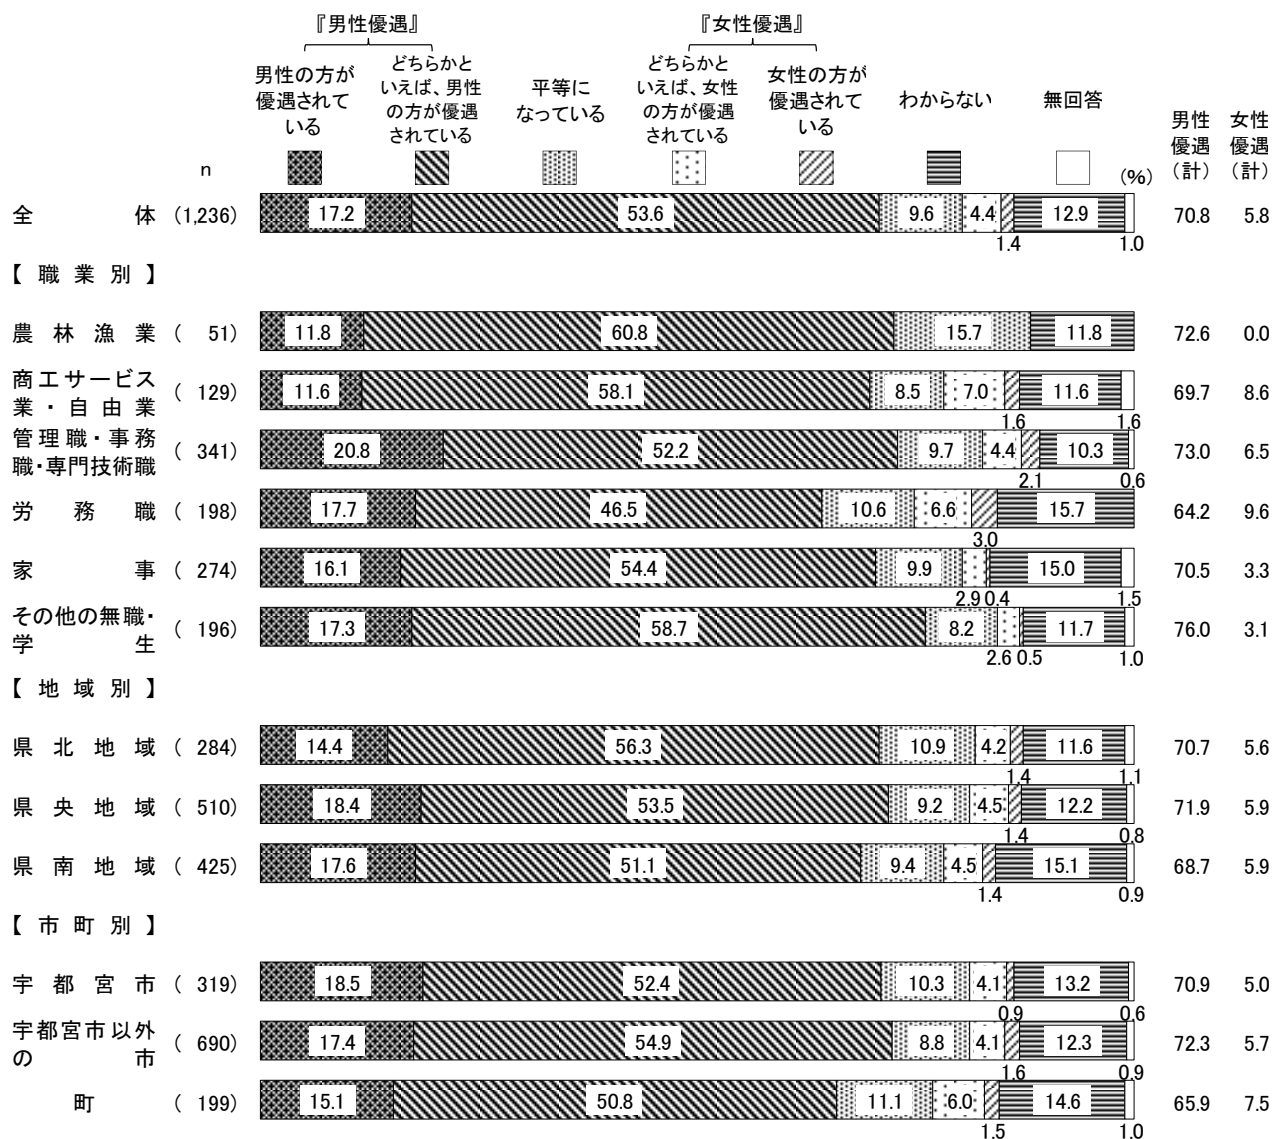 『男性優遇』 『女性優遇』
男性の方が優遇されている
どちらかといえば、男性の方が優遇されている
平等になっている
どちらかといえば、女性の方が優遇されている
女性の方が優遇されている
わからない
無回答
男性優遇(計)
女性優遇(計)
n (%)
全体 (1,236) 17.2 53.6 9.6 4.4 1.4 12.9 1.0 70.8 5.8
【職業別】
農林漁業 (51) 11.8 60.8 15.7 11.8 72.6 0.0
商工サービス業・自由業 (129) 11.6 58.1 8.5 7.0 1.6 11.6 1.6 69.7 8.6
管理職・事務職・専門技術職 (341) 20.8 52.2 9.7 4.4 2.1 10.3 0.6 73.0 6.5
労務職 (198) 17.7 46.5 10.6 6.6 3.0 15.7 64.2 9.6
家事 (274) 16.1 54.4 9.9 2.9 0.4 15.0 1.5 70.5 3.3
その他の無職・学生 (196) 17.3 58.7 8.2 2.6 0.5 11.7 1.0 76.0 3.1
【地域別】
県北地域 (284) 14.4 56.3 10.9 4.2 1.4 11.6 1.1 70.7 5.6
県央地域 (510) 18.4 53.5 9.2 4.5 1.4 12.2 0.8 71.9 5.9
県南地域 (425) 17.6 51.1 9.4 4.5 1.4 15.1 0.9 68.7 5.9
【市町別】
宇都宮市 (319) 18.5 52.4 10.3 4.1 0.9 13.2 0.6 70.9 5.0
宇都宮市以外の市 (690) 17.4 54.9 8.8 4.1 1.6 12.3 0.9 72.3 5.7
町 (199) 15.1 50.8 11.1 6.0 1.5 14.6 1.0 65.9 7.5